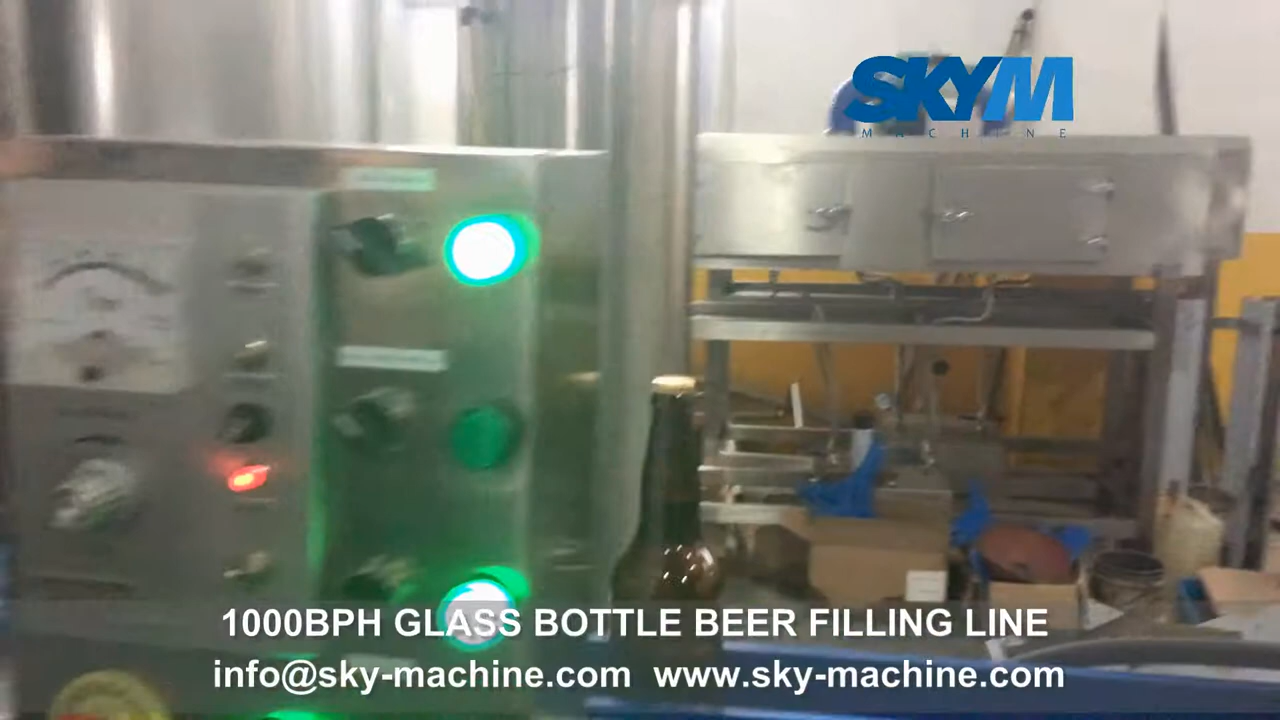 SKYM
MACHINE
1000BPH GLASS BOTTLE BEER FILLING LINE
info@sky-machine.com www.sky-machine.com